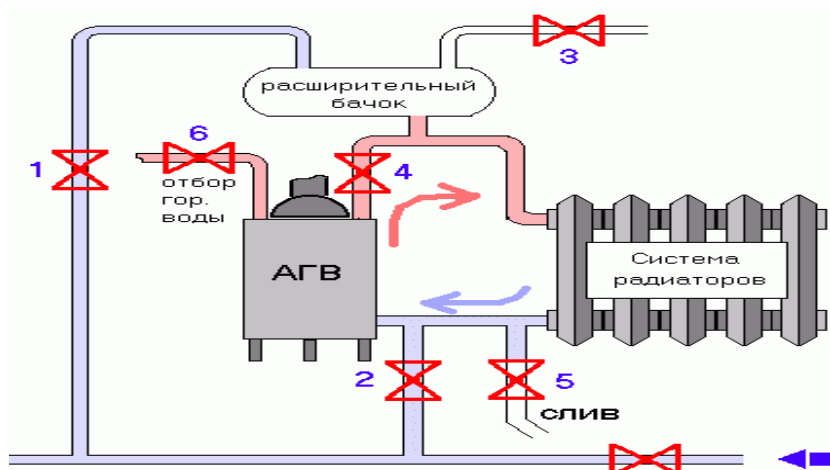 3
расширительный
бачок
6
1
4
отбор
гор.
воды
АГВ
Система
радиаторов
2
5
слив